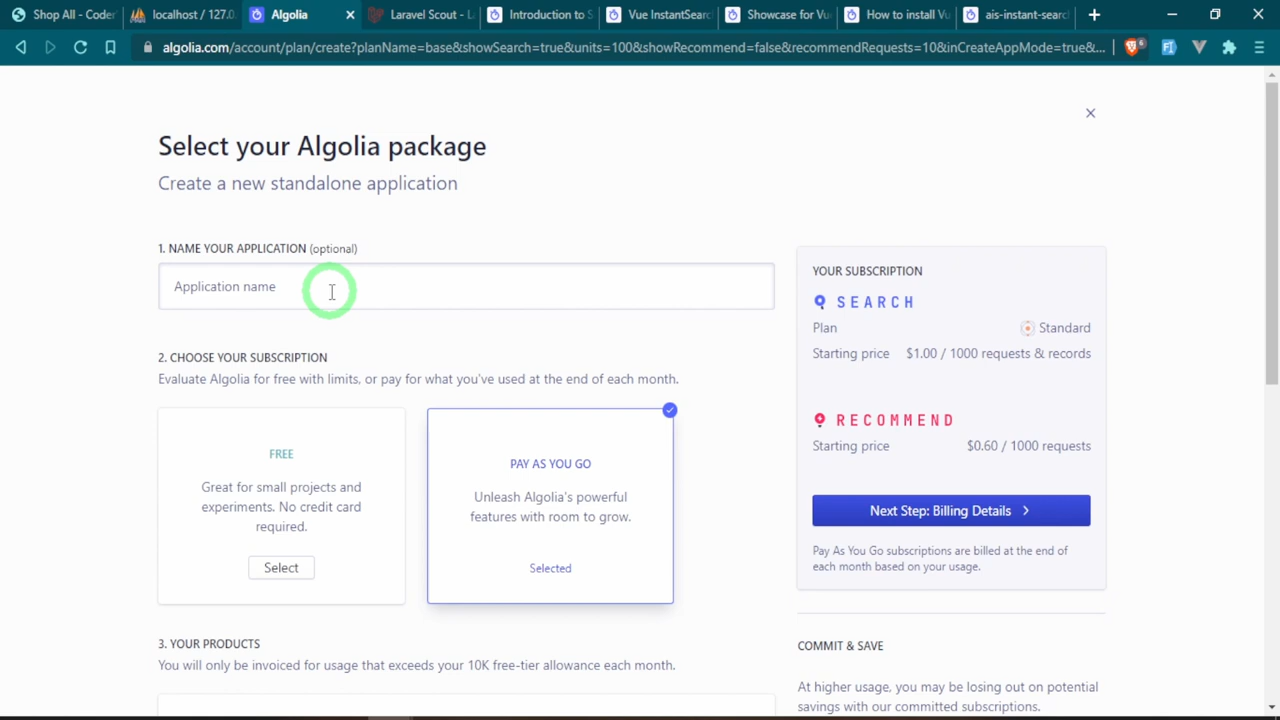 Shop All - Coder
localhost / 127.0.
Algolia
Laravel Scout - L
Introduction to S
Vue InstantSearc
Showcase for Vu
How to install Vu
ais-instant-search
algolia.com/account/plan/create?planName=base&showSearch=true&units=100&showRecommend=false&recommendRequests=10&inCreateAppMode=true&...
6
Select your Algolia package
Create a new standalone application
1. NAME YOUR APPLICATION (optional)
Application name
2. CHOOSE YOUR SUBSCRIPTION
Evaluate Algolia for free with limits, or pay for what you've used at the end of each month.
FREE
Great for small projects and
experiments. No credit card
required.
Select
PAY AS YOU GO
Unleash Algolia's powerful
features with room to grow.
Selected
3. YOUR PRODUCTS
You will only be invoiced for usage that exceeds your 10K free-tier allowance each month.
YOUR SUBSCRIPTION
SEARCH
Plan Standard
Starting price $1.00 / 1000 requests & records
RECOMMEND
Starting price $0.60 / 1000 requests
Next Step: Billing Details
Pay As You Go subscriptions are billed at the end of
each month based on your usage.
COMMIT & SAVE
At higher usage, you may be losing out on potential
savings with our committed subscriptions.